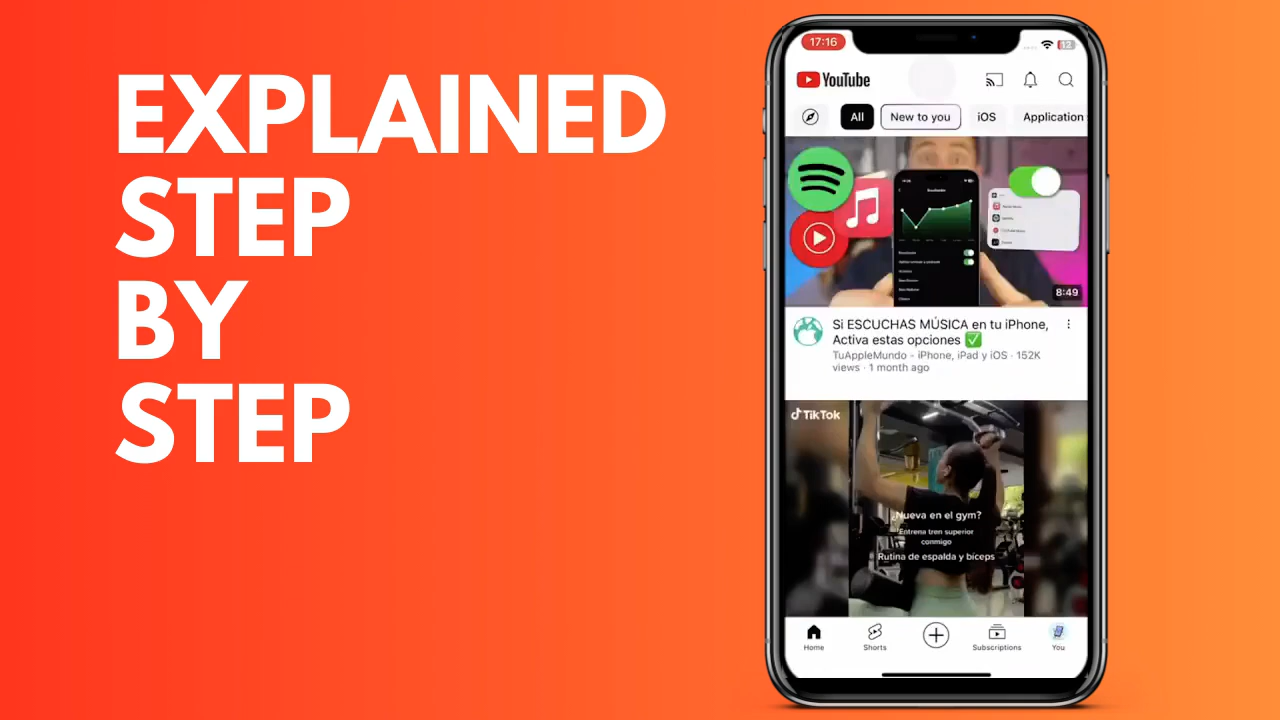 EXPLAINED
STEP
BY
STEP
17:16
12
YouTube
All
New to you
iOS
Application
8:49
Si ESCUCHAS MÚSICA en tu iPhone,
Activa estas opciones ✅
TuAppleMundo - iPhone, iPad y iOS · 152K
views · 1 month ago
TikTok
¿Nueva en el gym?
Entrena tren superior
conmigo
Rutina de espalda y bíceps
Home
Shorts
Subscriptions
You